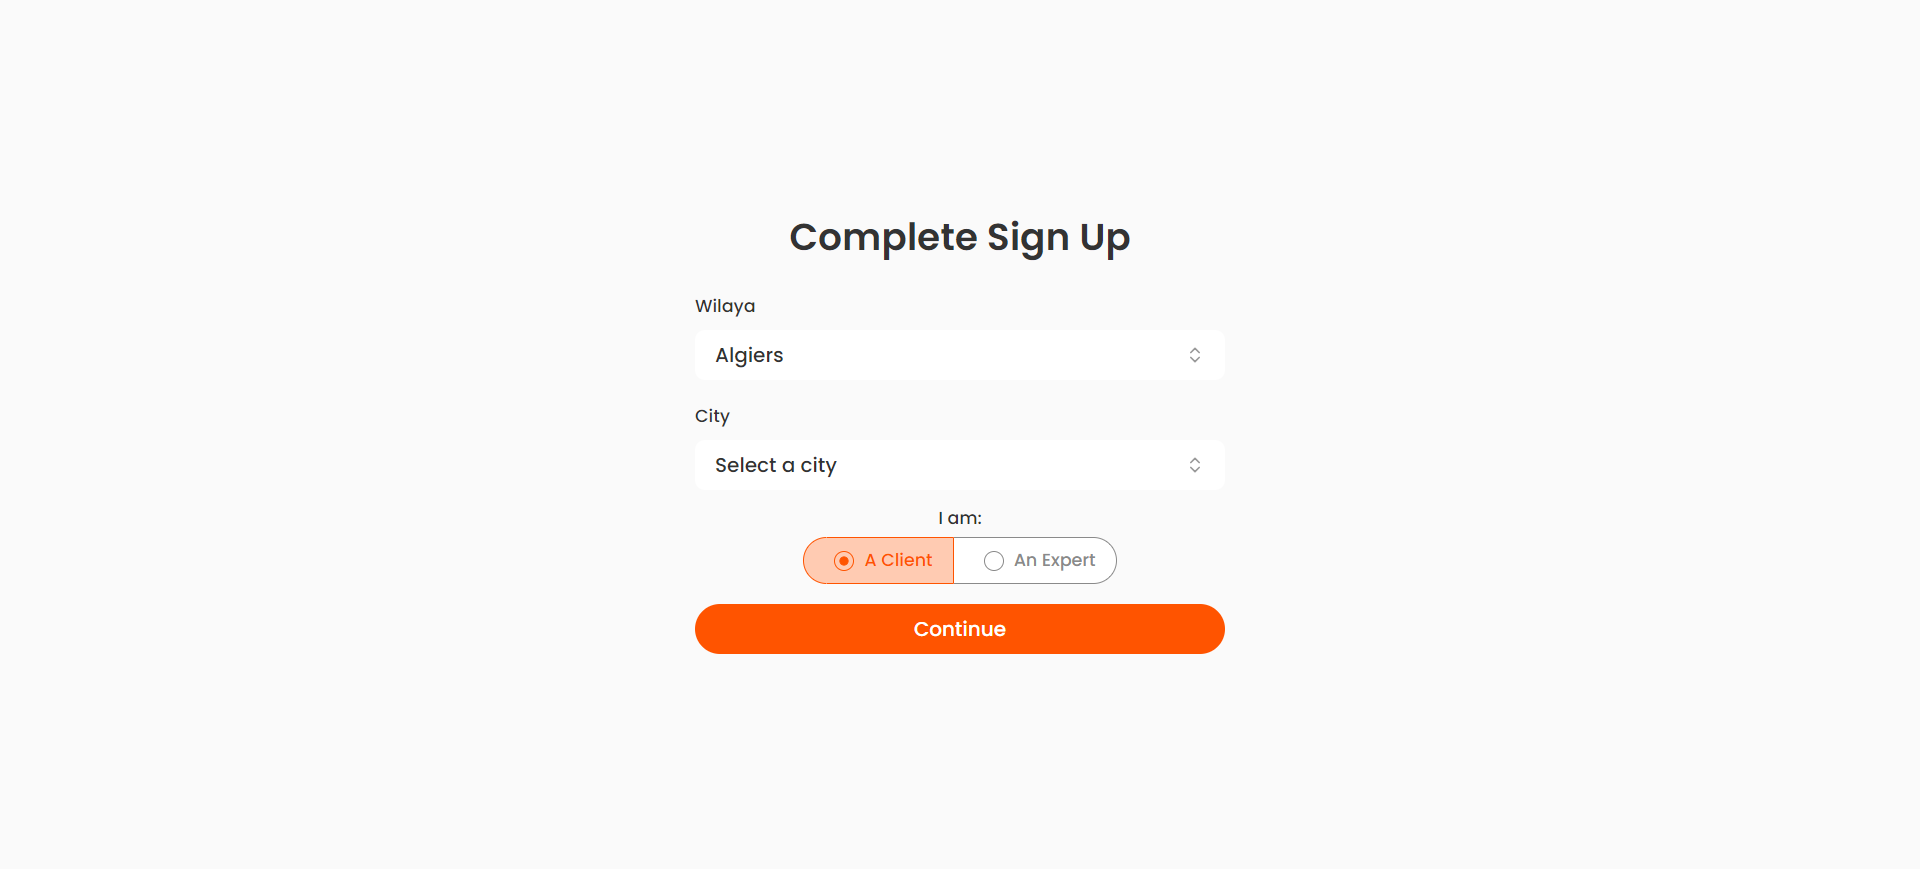 Complete Sign Up
Wilaya
Algiers
City
Select a city
I am:
A Client An Expert
Continue